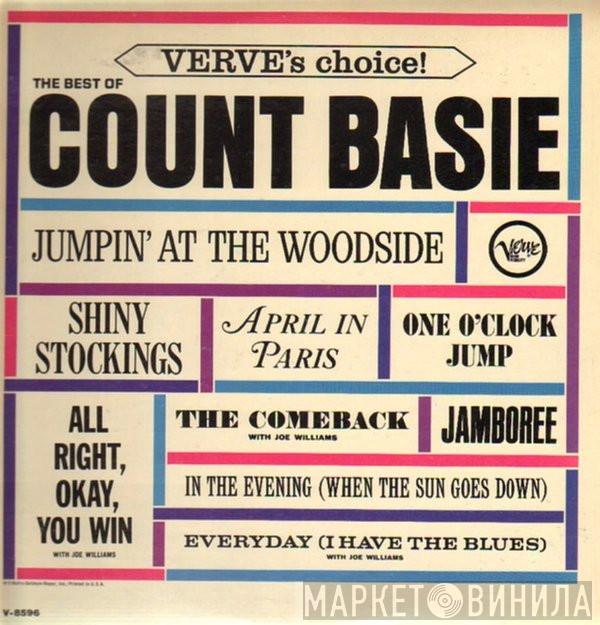 VERVE's choice!
THE BEST OF
COUNT BASIE
JUMPIN' AT THE WOODSIDE
Verve
SHINY
STOCKINGS
APRIL IN
PARIS
ONE O'CLOCK
JUMP
ALL
RIGHT,
OKAY,
YOU WIN
WITH JOE WILLIAMS
THE COMEBACK
WITH JOE WILLIAMS
JAMBOREE
IN THE EVENING (WHEN THE SUN GOES DOWN)
EVERYDAY (I HAVE THE BLUES)
WITH JOE WILLIAMS
Printed in U.S.A.
V-8596
МАРКЕТ ВИНИЛА